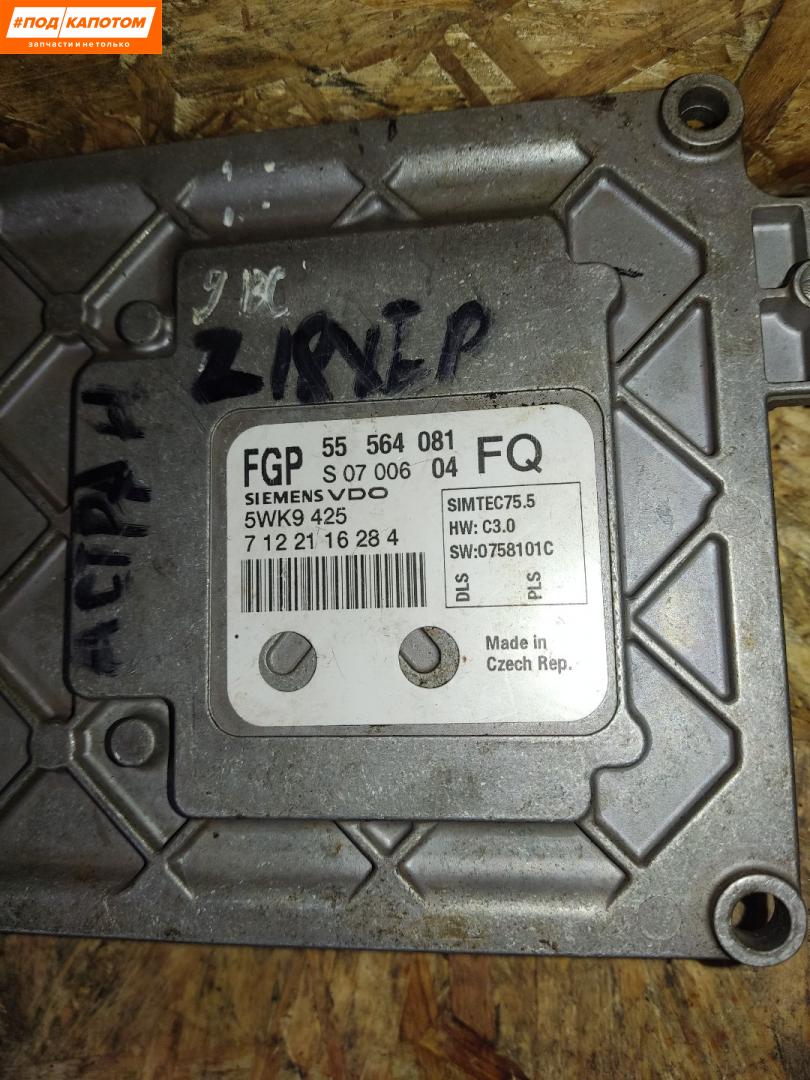 #ПОД КАПОТОМ
запчасти и не только
Z18XEP
АСТРА Н
FGP 55 564 081 FQ
S 07 006 04
SIEMENS VDO
5WK9 425
7 12 21 16 28 4
SIMTEC75.5
HW: C3.0
SW:0758101C
DLS PLS
Made in
Czech Rep.